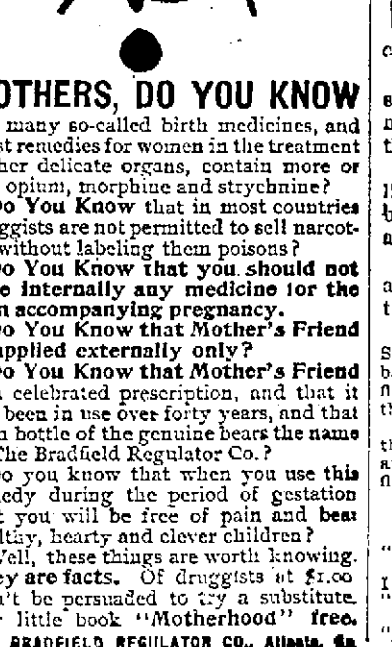 OTHERS, DO YOU KNOW
many so-called birth medicines, and
st remedies for women in the treatment
her delicate organs, contain more or
opium, morphine and strychnine?
o You Know that in most countries
ggists are not permitted to sell narcot-
without labeling them poisons?
o You Know that you should not
e internally any medicine for the
n accompanying pregnancy.
o You Know that Mother's Friend
applied externally only?
o You Know that Mother's Friend
celebrated prescription, and that it
been in use over forty years, and that
h bottle of the genuine bears the name
The Bradfield Regulator Co.?
o you know that when you use this
edy during the period of gestation
t you will be free of pain and bear
lthy, hearty and clever children?
Well, these things are worth knowing.
ey are facts. Of druggists at $1.00
n't be persuaded to try a substitute.
r little book "Motherhood" free.
BRADFIELD REGULATOR CO., Atlanta, Ga